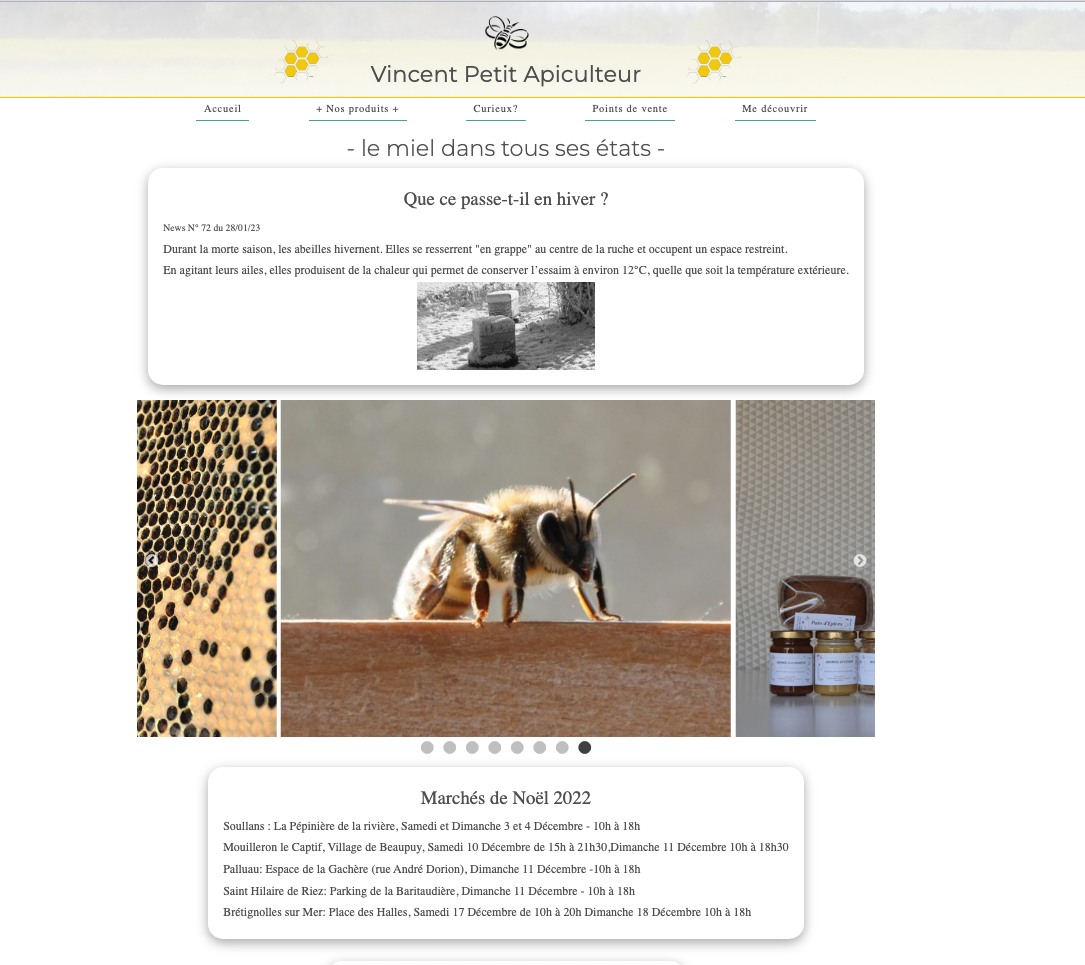 Vincent Petit Apiculteur
Accueil
+ Nos produits +
Curieux?
Points de vente
Me découvrir
- le miel dans tous ses états -
Que ce passe-t-il en hiver ?
News N° 72 du 28/01/23
Durant la morte saison, les abeilles hivernent. Elles se resserrent "en grappe" au centre de la ruche et occupent un espace restreint.
En agitant leurs ailes, elles produisent de la chaleur qui permet de conserver l’essaim à environ 12°C, quelle que soit la température extérieure.
Pain d'Epices
Marchés de Noël 2022
Soullans : La Pépinière de la rivière, Samedi et Dimanche 3 et 4 Décembre - 10h à 18h
Mouilleron le Captif, Village de Beaupuy, Samedi 10 Décembre de 15h à 21h30,Dimanche 11 Décembre 10h à 18h30
Palluau: Espace de la Gachère (rue André Dorion), Dimanche 11 Décembre -10h à 18h
Saint Hilaire de Riez: Parking de la Baritaudière, Dimanche 11 Décembre - 10h à 18h
Brétignolles sur Mer: Place des Halles, Samedi 17 Décembre de 10h à 20h Dimanche 18 Décembre 10h à 18h